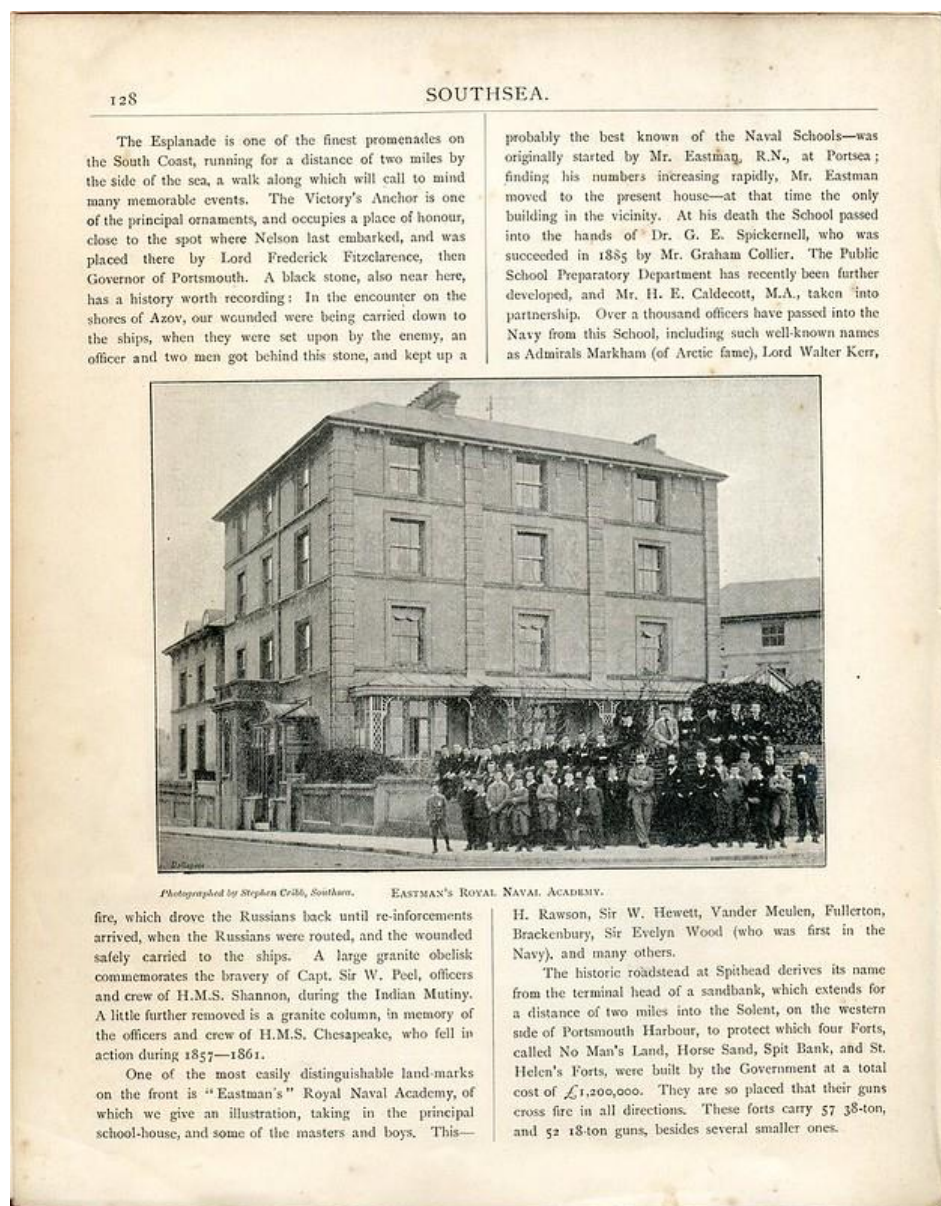 128
SOUTHSEA.
The Esplanade is one of the finest promenades on
the South Coast, running for a distance of two miles by
the side of the sea, a walk along which will call to mind
many memorable events. The Victory's Anchor is one
of the principal ornaments, and occupies a place of honour,
close to the spot where Nelson last embarked, and was
placed there by Lord Frederick Fitzclarence, then
Governor of Portsmouth. A black stone, also near here,
has a history worth recording: In the encounter on the
shores of Azov, our wounded were being carried down to
the ships, when they were set upon by the enemy, an
officer and two men got behind this stone, and kept up a
fire, which drove the Russians back until re-inforcements
arrived, when the Russians were routed, and the wounded
safely carried to the ships. A large granite obelisk
commemorates the bravery of Capt. Sir W. Peel, officers
and crew of H.M.S. Shannon, during the Indian Mutiny.
A little further removed is a granite column, in memory of
the officers and crew of H.M.S. Chesapeake, who fell in
action during 1857—1861.
One of the most easily distinguishable land-marks
on the front is "Eastman's" Royal Naval Academy, of
which we give an illustration, taking in the principal
school-house, and some of the masters and boys. This—
probably the best known of the Naval Schools—was
originally started by Mr. Eastman, R.N., at Portsea;
finding his numbers increasing rapidly, Mr. Eastman
moved to the present house—at that time the only
building in the vicinity. At his death the School passed
into the hands of Dr. G. E. Spickernell, who was
succeeded in 1885 by Mr. Graham Collier. The Public
School Preparatory Department has recently been further
developed, and Mr. H. E. Caldecott, M.A., taken into
partnership. Over a thousand officers have passed into the
Navy from this School, including such well-known names
as Admirals Markham (of Arctic fame), Lord Walter Kerr,
H. Rawson, Sir W. Hewett, Vander Meulen, Fullerton,
Brackenbury, Sir Evelyn Wood (who was first in the
Navy), and many others.
The historic roadstead at Spithead derives its name
from the terminal head of a sandbank, which extends for
a distance of two miles into the Solent, on the western
side of Portsmouth Harbour, to protect which four Forts,
called No Man's Land, Horse Sand, Spit Bank, and St.
Helen's Forts, were built by the Government at a total
cost of £1,200,000. They are so placed that their guns
cross fire in all directions. These forts carry 57 38-ton,
and 52 18-ton guns, besides several smaller ones.
Photographed by Stephen Cribb, Southsea.
EASTMAN'S ROYAL NAVAL ACADEMY.